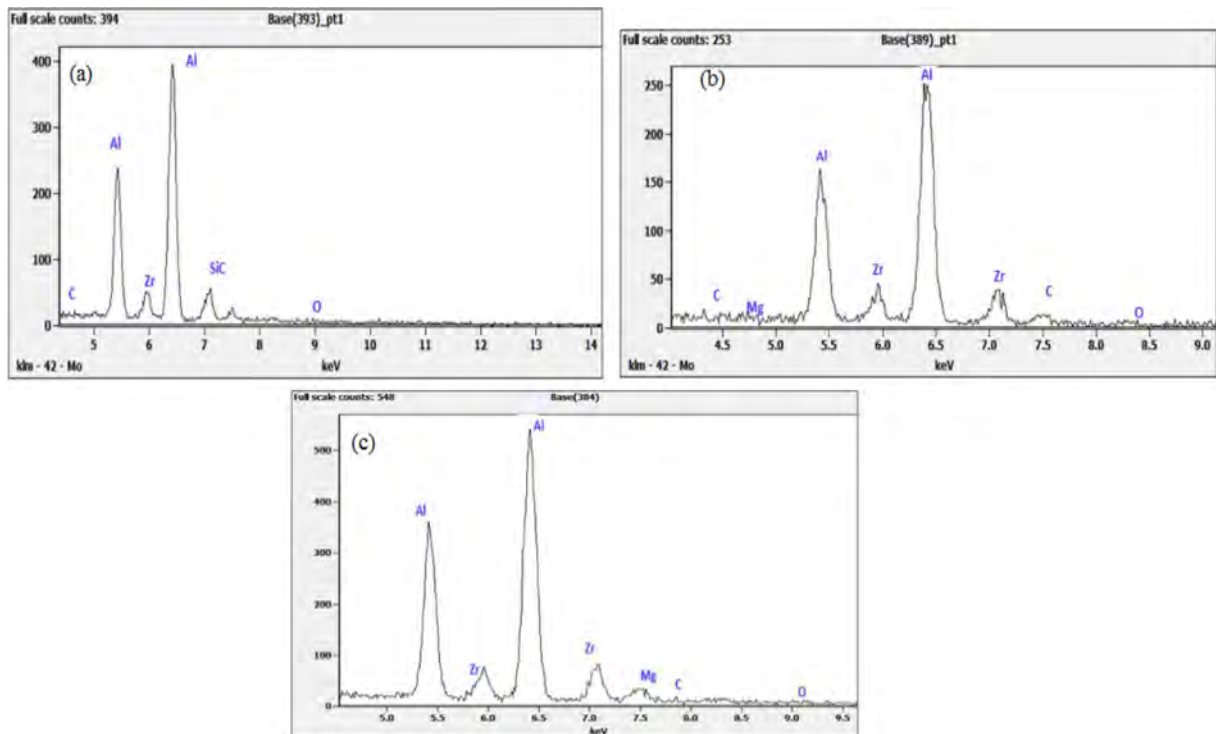 Full scale counts: 394 Base(393)_pt1
(a)
Al
400
300
Al
200
100
Zr
SiC
C
O
0
5 6 7 8 9 10 11 12 13 14
klm - 42 - Mo keV
Full scale counts: 253 Base(389)_pt1
(b)
Al
250
200
Al
150
100
Zr
Zr
50
C
Mg
C
O
0
4.5 5.0 5.5 6.0 6.5 7.0 7.5 8.0 8.5 9.0
klm - 42 - Mo keV
Full scale counts: 548 Base(384)
(c)
Al
500
400
Al
300
200
Zr
100
Zr
Mg
C
O
0
5.0 5.5 6.0 6.5 7.0 7.5 8.0 8.5 9.0 9.5
keV